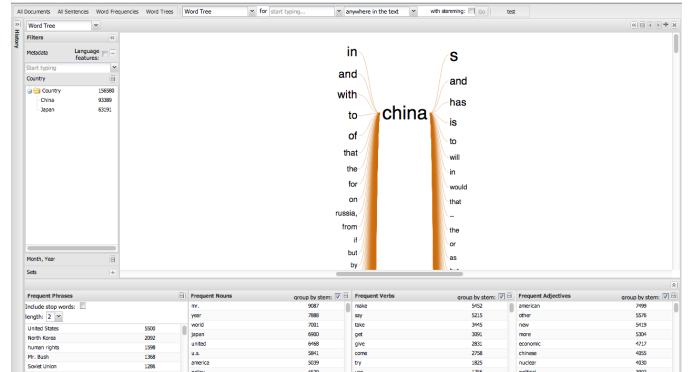 All Documents All Sentences Word Frequencies Word Trees Word Tree for start typing... anywhere in the text with stemming: Go test
History
Word Tree
Filters
Metadata Language features:
Start typing
Country
Country 156580
China 93389
Japan 63191
Month, Year
Sets
in
and
with
to
of
that
the
for
on
russia,
from
if
but
by
china
s
and
has
is
to
will
in
would
that
--
the
or
as
Frequent Phrases
Include stop words:
length: 2
United States 5500
North Korea 2092
human rights 1598
Mr. Bush 1368
Soviet Union 1286
Frequent Nouns group by stem:
mr. 9087
year 7888
world 7001
japan 6900
united 6468
u.s. 5841
america 5039
Frequent Verbs group by stem:
make 5452
say 5215
take 3445
get 3091
give 2831
come 2758
try 1825
Frequent Adjectives group by stem:
american 7499
other 5576
new 5419
more 5304
economic 4717
chinese 4055
nuclear 4030